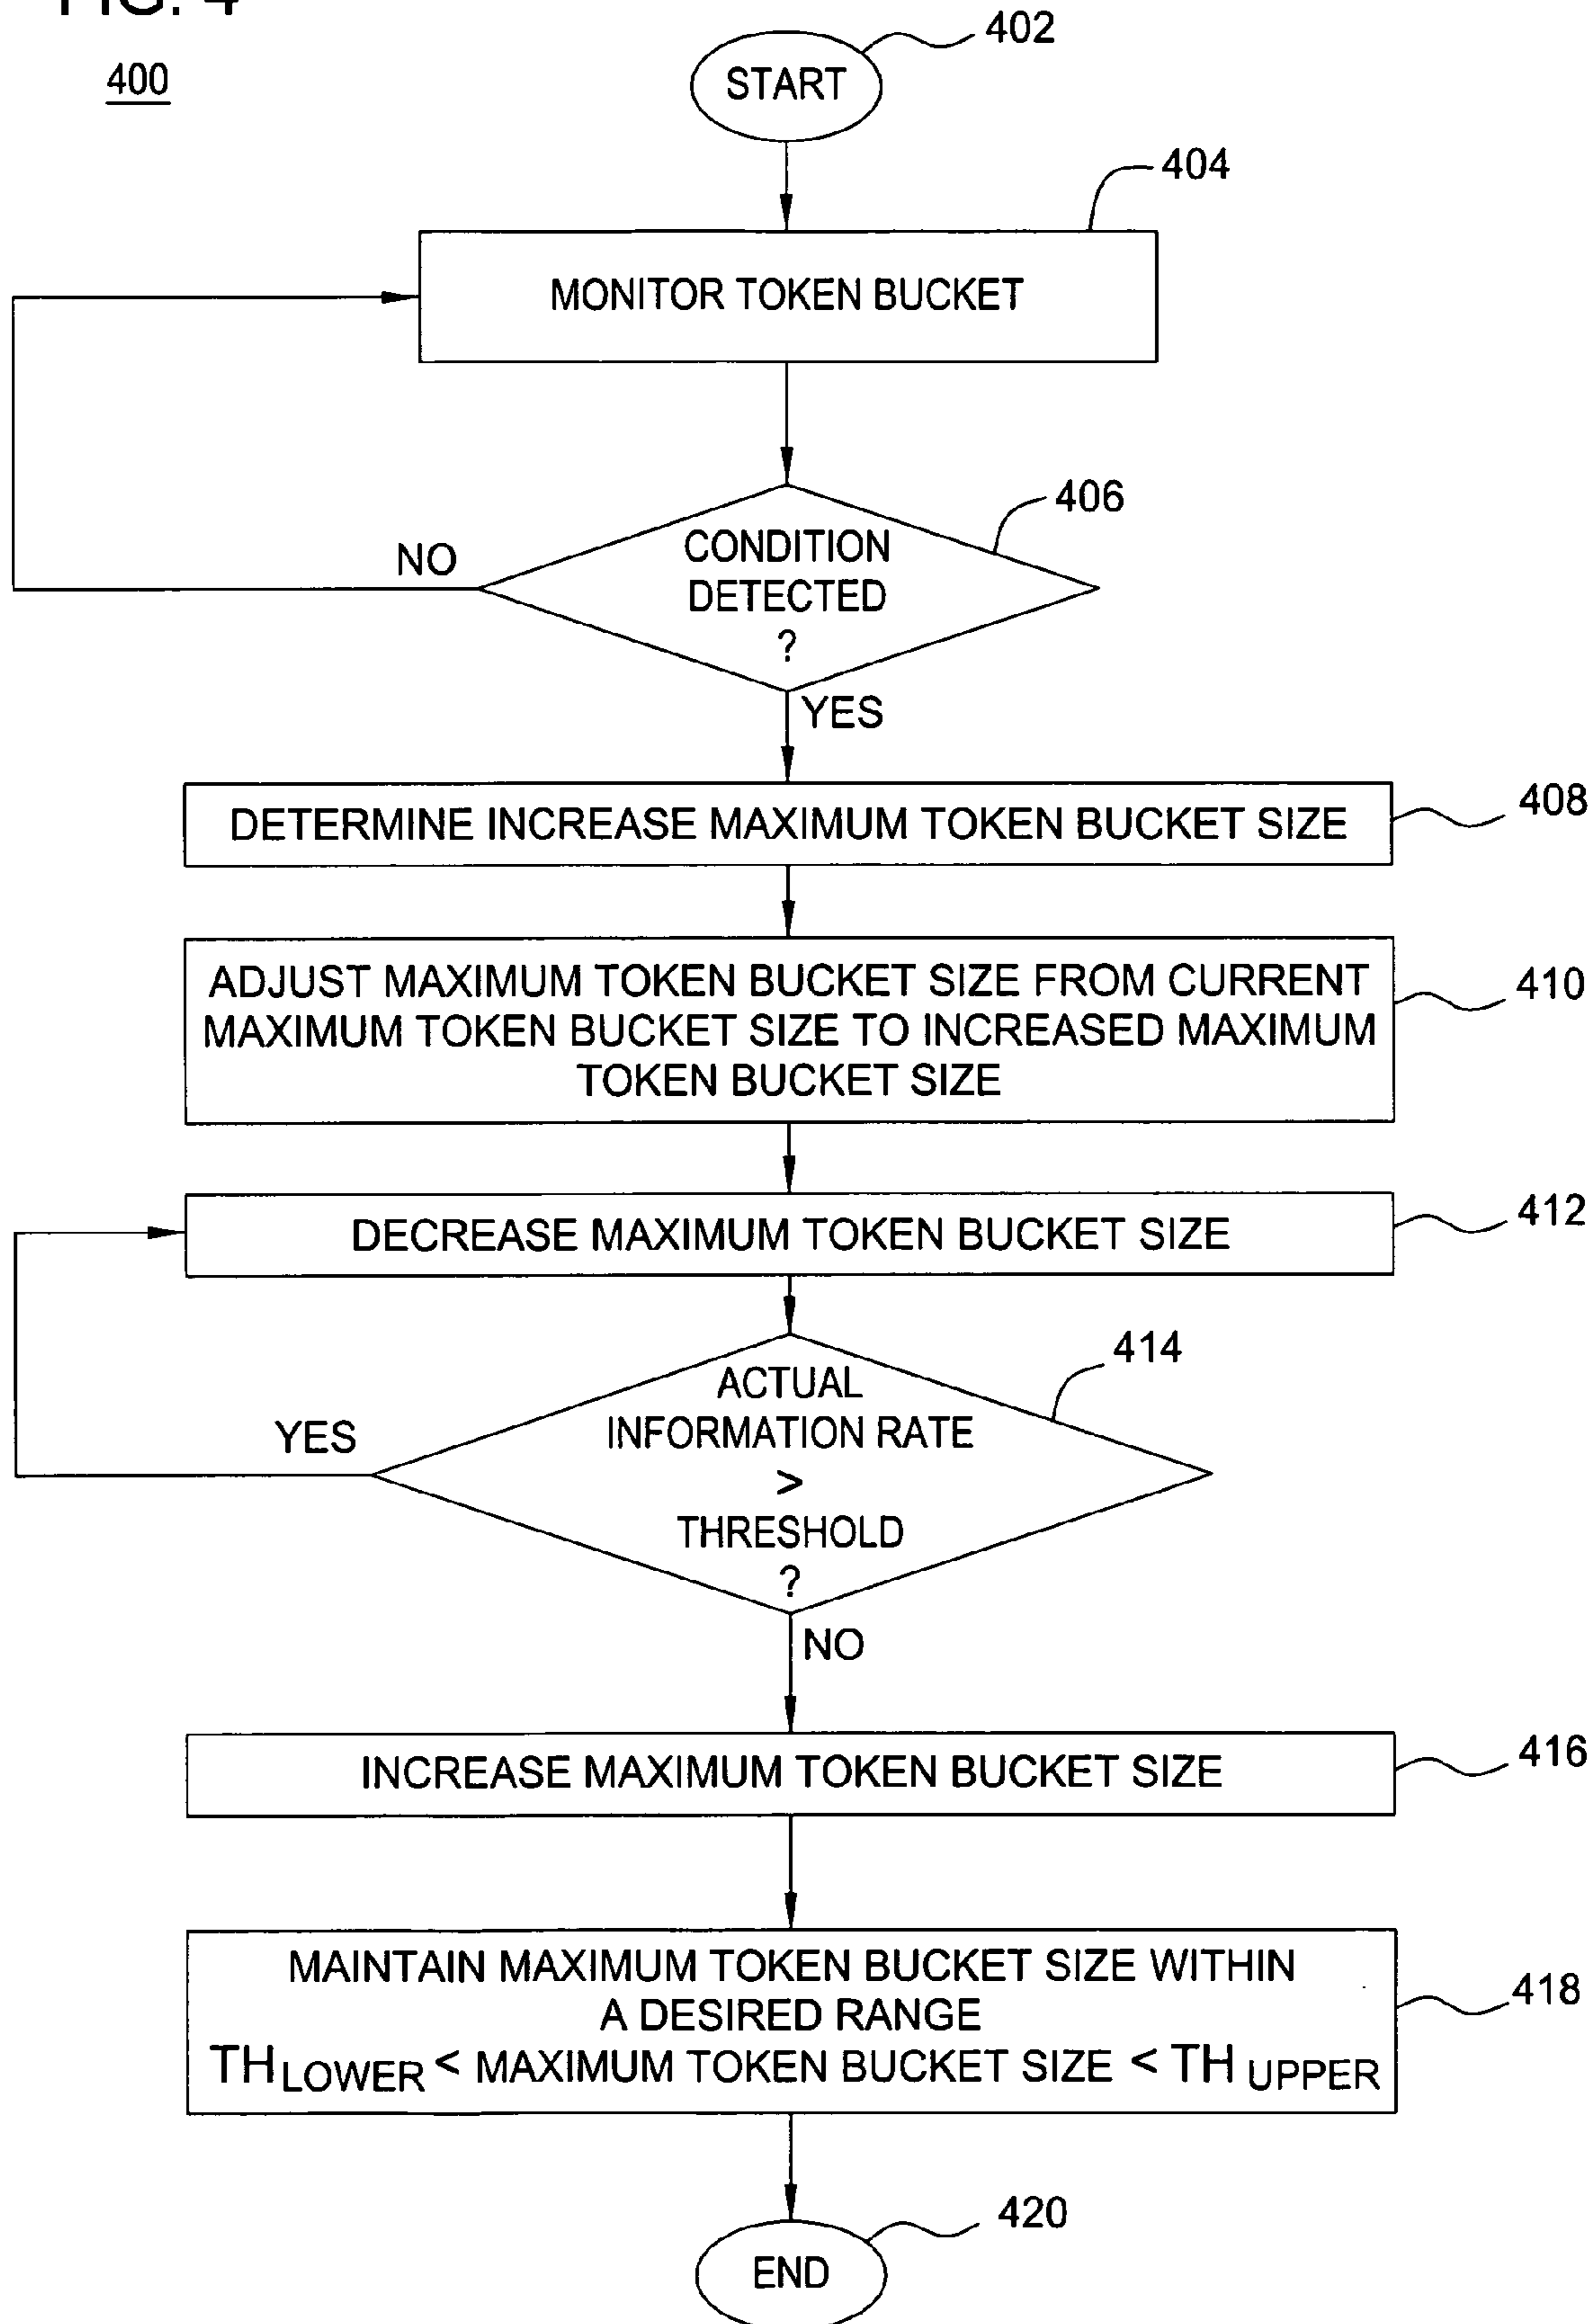 FIG. 4
400
START
402
404
MONITOR TOKEN BUCKET
406
CONDITION
DETECTED
?
NO
YES
DETERMINE INCREASE MAXIMUM TOKEN BUCKET SIZE
408
ADJUST MAXIMUM TOKEN BUCKET SIZE FROM CURRENT
MAXIMUM TOKEN BUCKET SIZE TO INCREASED MAXIMUM
TOKEN BUCKET SIZE
410
DECREASE MAXIMUM TOKEN BUCKET SIZE
412
414
ACTUAL
INFORMATION RATE
>
THRESHOLD
?
YES
NO
INCREASE MAXIMUM TOKEN BUCKET SIZE
416
MAINTAIN MAXIMUM TOKEN BUCKET SIZE WITHIN
A DESIRED RANGE
TH LOWER < MAXIMUM TOKEN BUCKET SIZE < TH UPPER
418
420
END